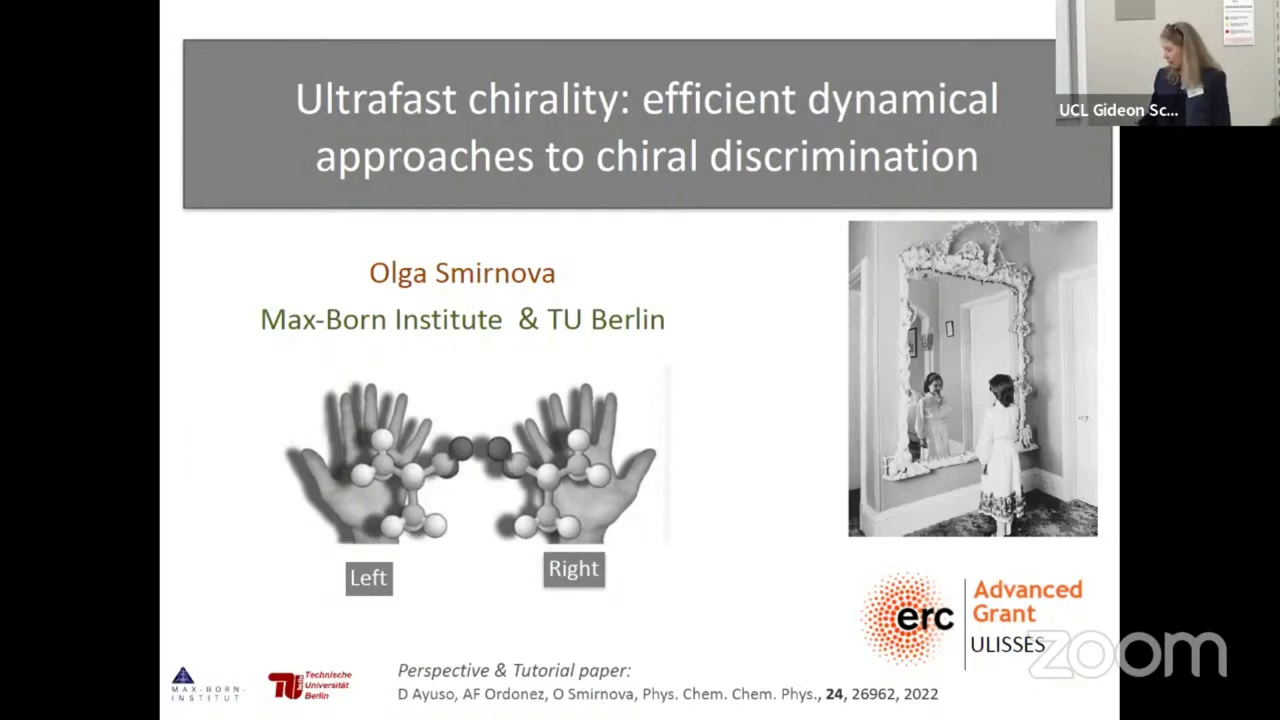 Ultrafast chirality: efficient dynamical
approaches to chiral discrimination
UCL Gideon Sc...
Olga Smirnova
Max-Born Institute & TU Berlin
Left
Right
erc
Advanced
Grant
ULISSES
zoom
MAX-BORN-
INSTITUT
Technische
Universität
Berlin
Perspective & Tutorial paper:
D Ayuso, AF Ordonez, O Smirnova, Phys. Chem. Chem. Phys., 24, 26962, 2022